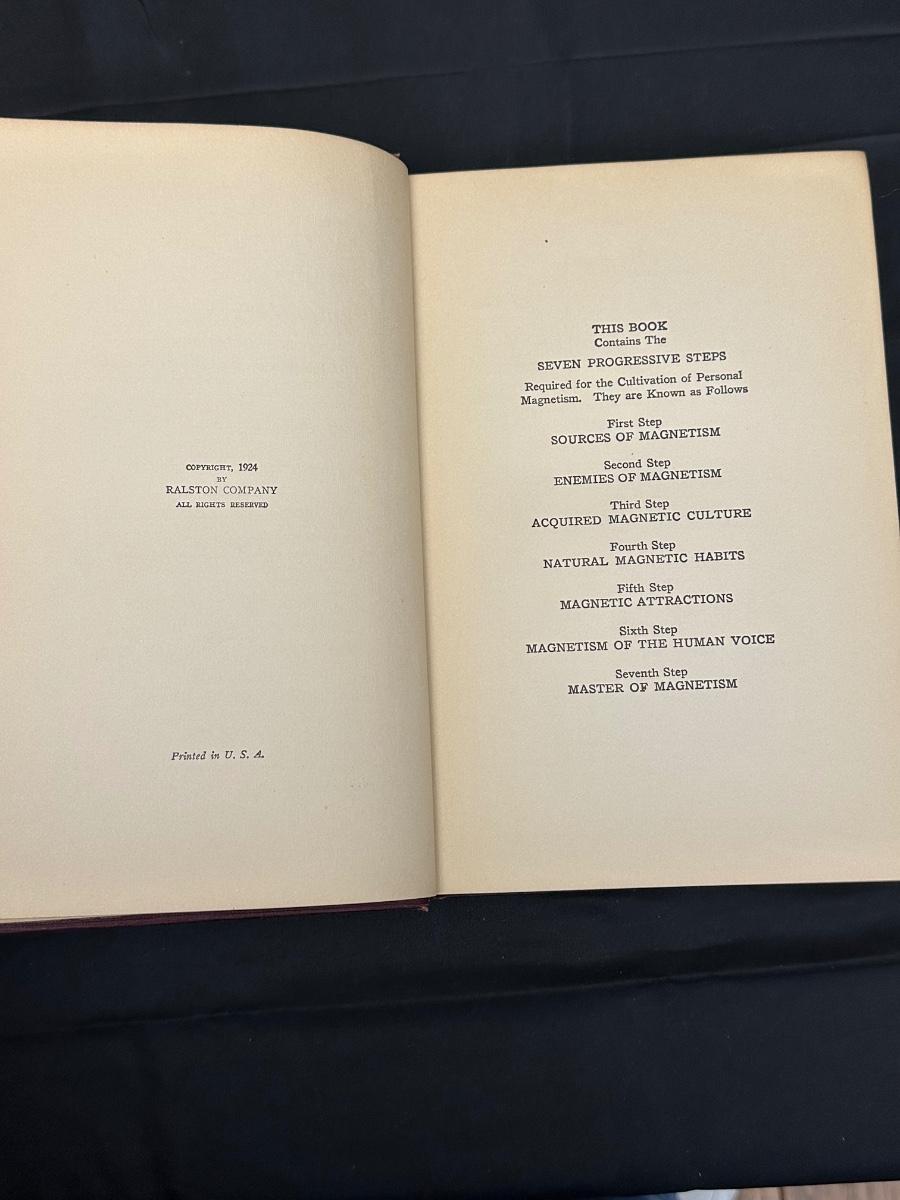 COPYRIGHT, 1924
BY
RALSTON COMPANY
ALL RIGHTS RESERVED
Printed in U. S. A.
THIS BOOK
Contains The
SEVEN PROGRESSIVE STEPS
Required for the Cultivation of Personal
Magnetism. They are Known as Follows
First Step
SOURCES OF MAGNETISM
Second Step
ENEMIES OF MAGNETISM
Third Step
ACQUIRED MAGNETIC CULTURE
Fourth Step
NATURAL MAGNETIC HABITS
Fifth Step
MAGNETIC ATTRACTIONS
Sixth Step
MAGNETISM OF THE HUMAN VOICE
Seventh Step
MASTER OF MAGNETISM